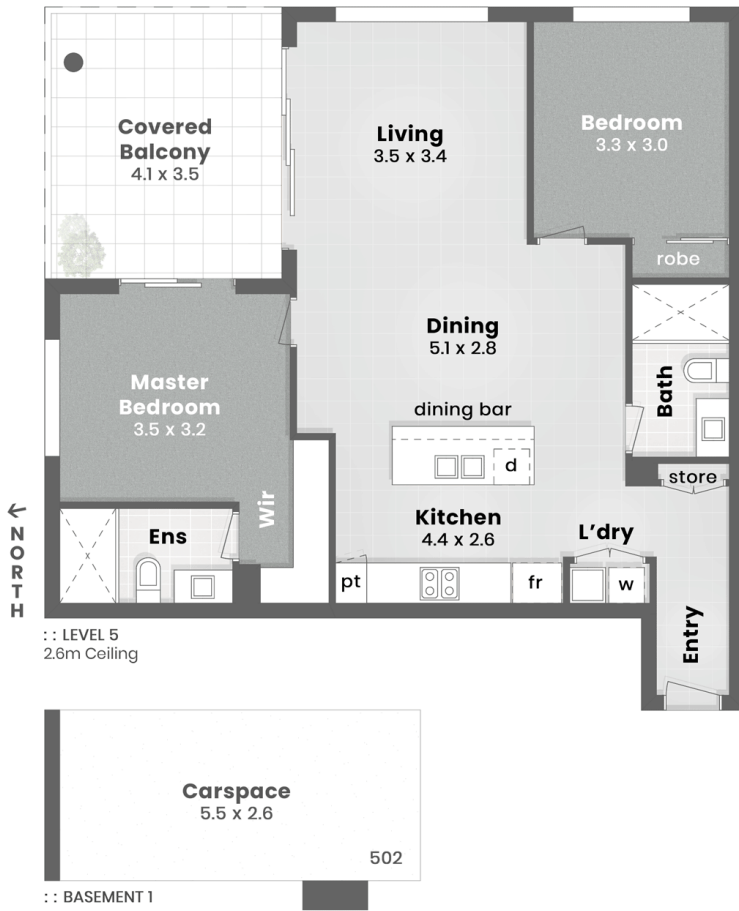 Covered
Balcony
4.1 x 3.5
Living
3.5 x 3.4
Bedroom
3.3 x 3.0
robe
Dining
5.1 x 2.8
Master
Bedroom
3.5 x 3.2
Bath
dining bar
d
store
Wir
Ens
Kitchen
4.4 x 2.6
L'dry
pt
fr
w
Entry
NORTH
: : LEVEL 5
2.6m Ceiling
Carspace
5.5 x 2.6
502
: : BASEMENT 1